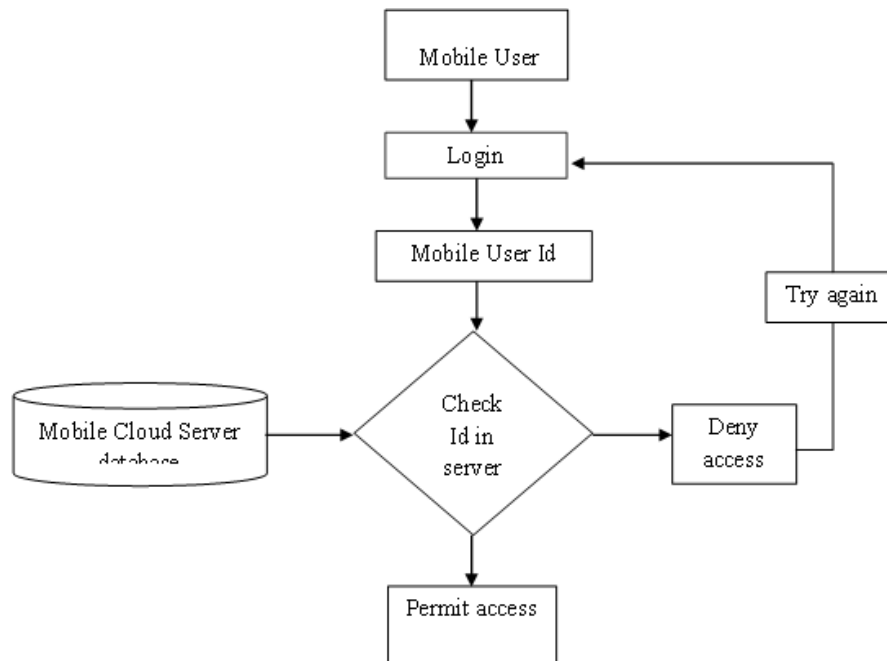 Mobile User
Login
Mobile User Id
Try again
Check
Id in
server
Mobile Cloud Server
database
Deny
access
Permit access